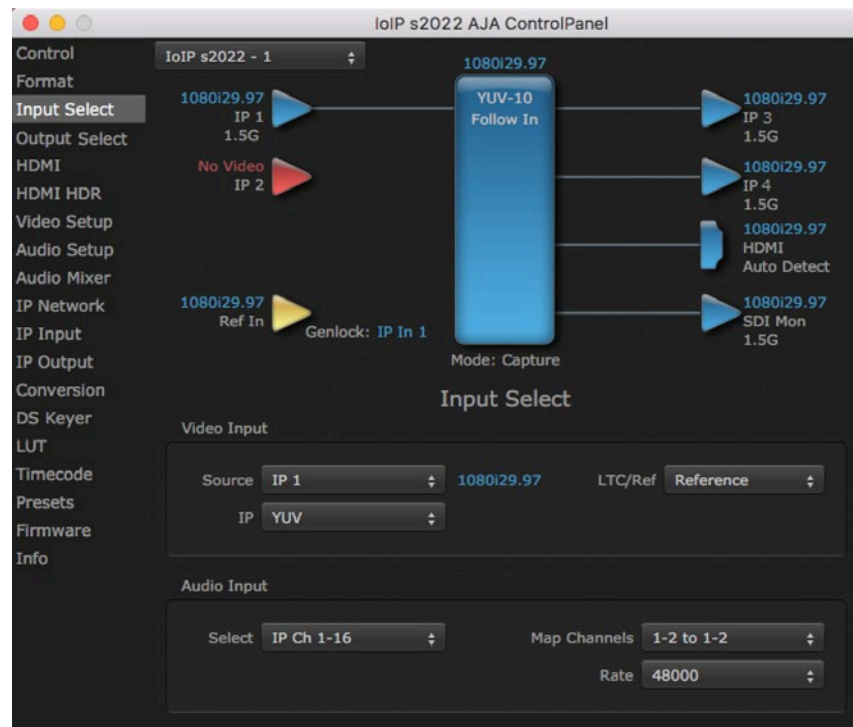 IoIP s2022 AJA ControlPanel
Control
Format
Input Select
Output Select
HDMI
HDMI HDR
Video Setup
Audio Setup
Audio Mixer
IP Network
IP Input
IP Output
Conversion
DS Keyer
LUT
Timecode
Presets
Firmware
Info
IoIP s2022 - 1
1080i29.97
IP 1
1.5G
No Video
IP 2
1080i29.97
Ref In
Genlock: IP In 1
1080i29.97
YUV-10
Follow In
Mode: Capture
1080i29.97
IP 3
1.5G
1080i29.97
IP 4
1.5G
1080i29.97
HDMI
Auto Detect
1080i29.97
SDI Mon
1.5G
Input Select
Video Input
Source IP 1 1080i29.97 LTC/Ref Reference
IP YUV
Audio Input
Select IP Ch 1-16 Map Channels 1-2 to 1-2
Rate 48000